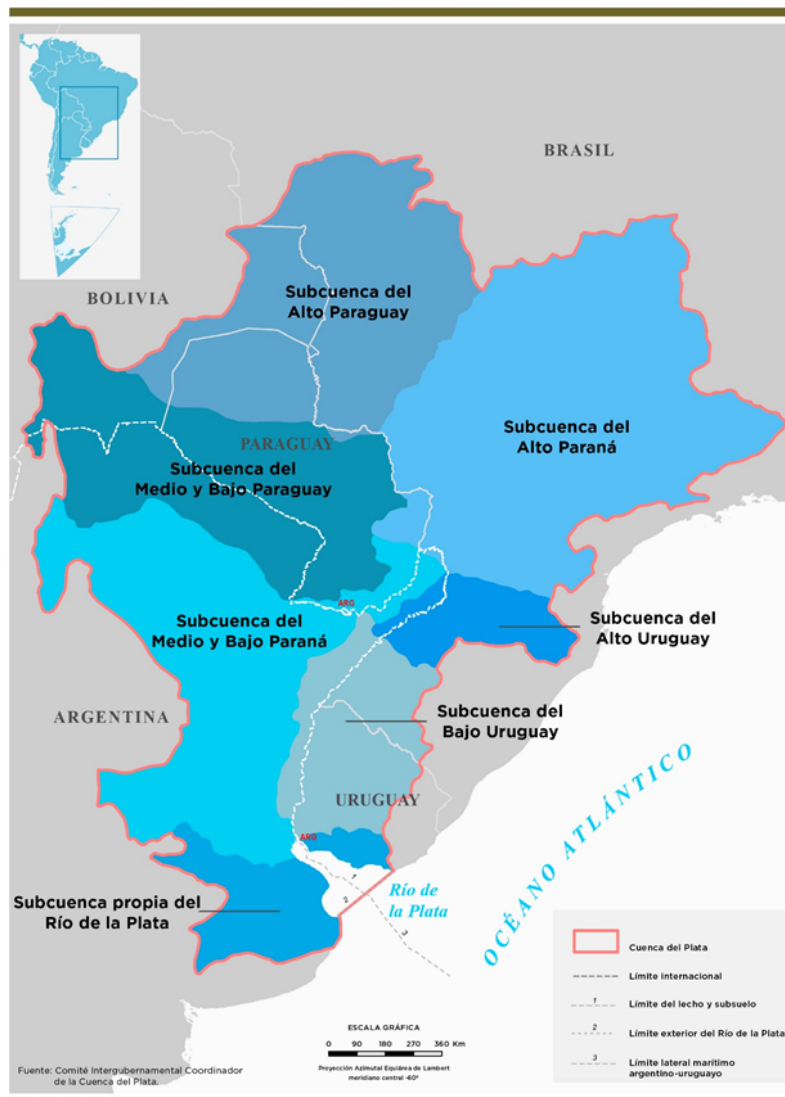 BRASIL
BOLIVIA
Subcuenca del
Alto Paraguay
Subcuenca del
Alto Paraná
PARAGUAY
Subcuenca del
Medio y Bajo Paraguay
ARG
Subcuenca del
Medio y Bajo Paraná
Subcuenca del
Alto Uruguay
ARGENTINA
Subcuenca del
Bajo Uruguay
URUGUAY
ARG
OCÉANO ATLÁNTICO
1
2
3
Río de
la Plata
Subcuenca propia del
Río de la Plata
Cuenca del Plata
Límite internacional
1
Límite del lecho y subsuelo
2
Límite exterior del Río de la Plata
3
Límite lateral marítimo
argentino-uruguayo
ESCALA GRÁFICA
0 90 180 270 360 Km
Proyección Azimutal Equiárea de Lambert
meridiano central -60º
Fuente: Comité Intergubernamental Coordinador
de la Cuenca del Plata.